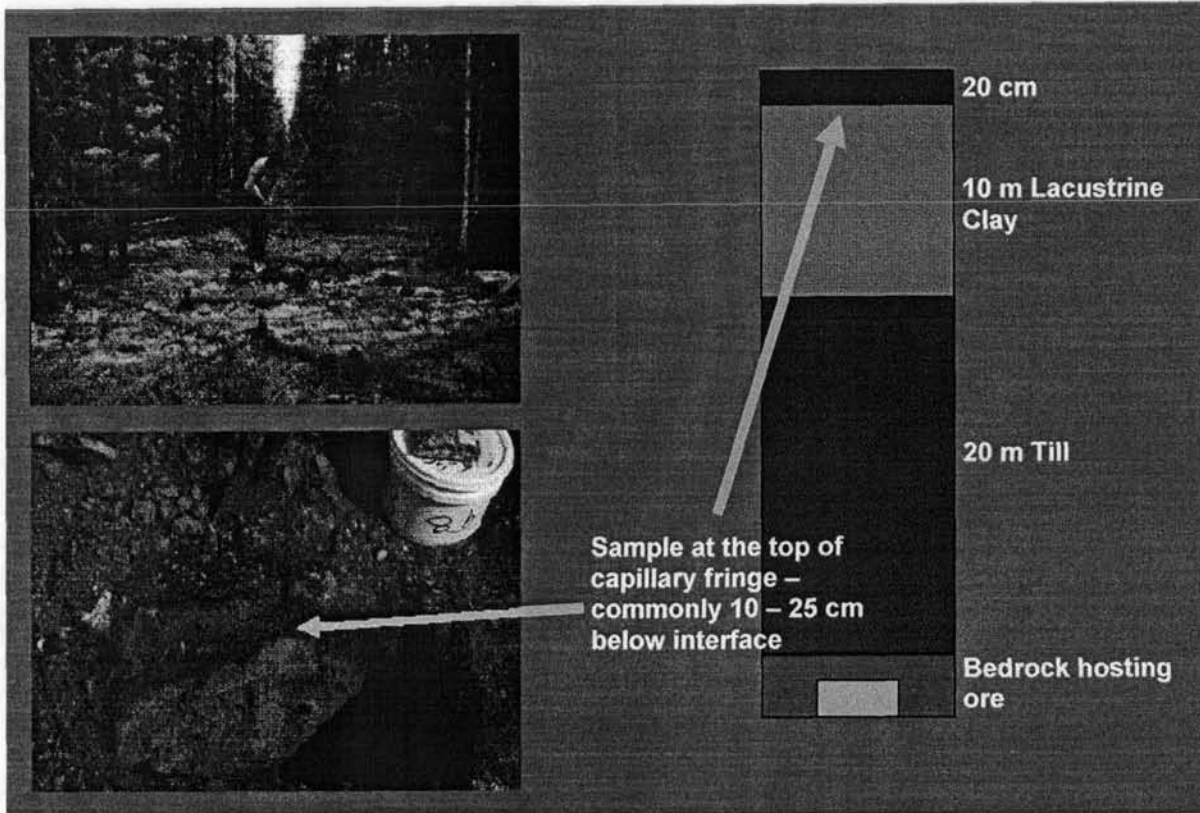 20 cm
10 m Lacustrine
Clay
20 m Till
Sample at the top of
capillary fringe –
commonly 10 – 25 cm
below interface
Bedrock hosting
ore